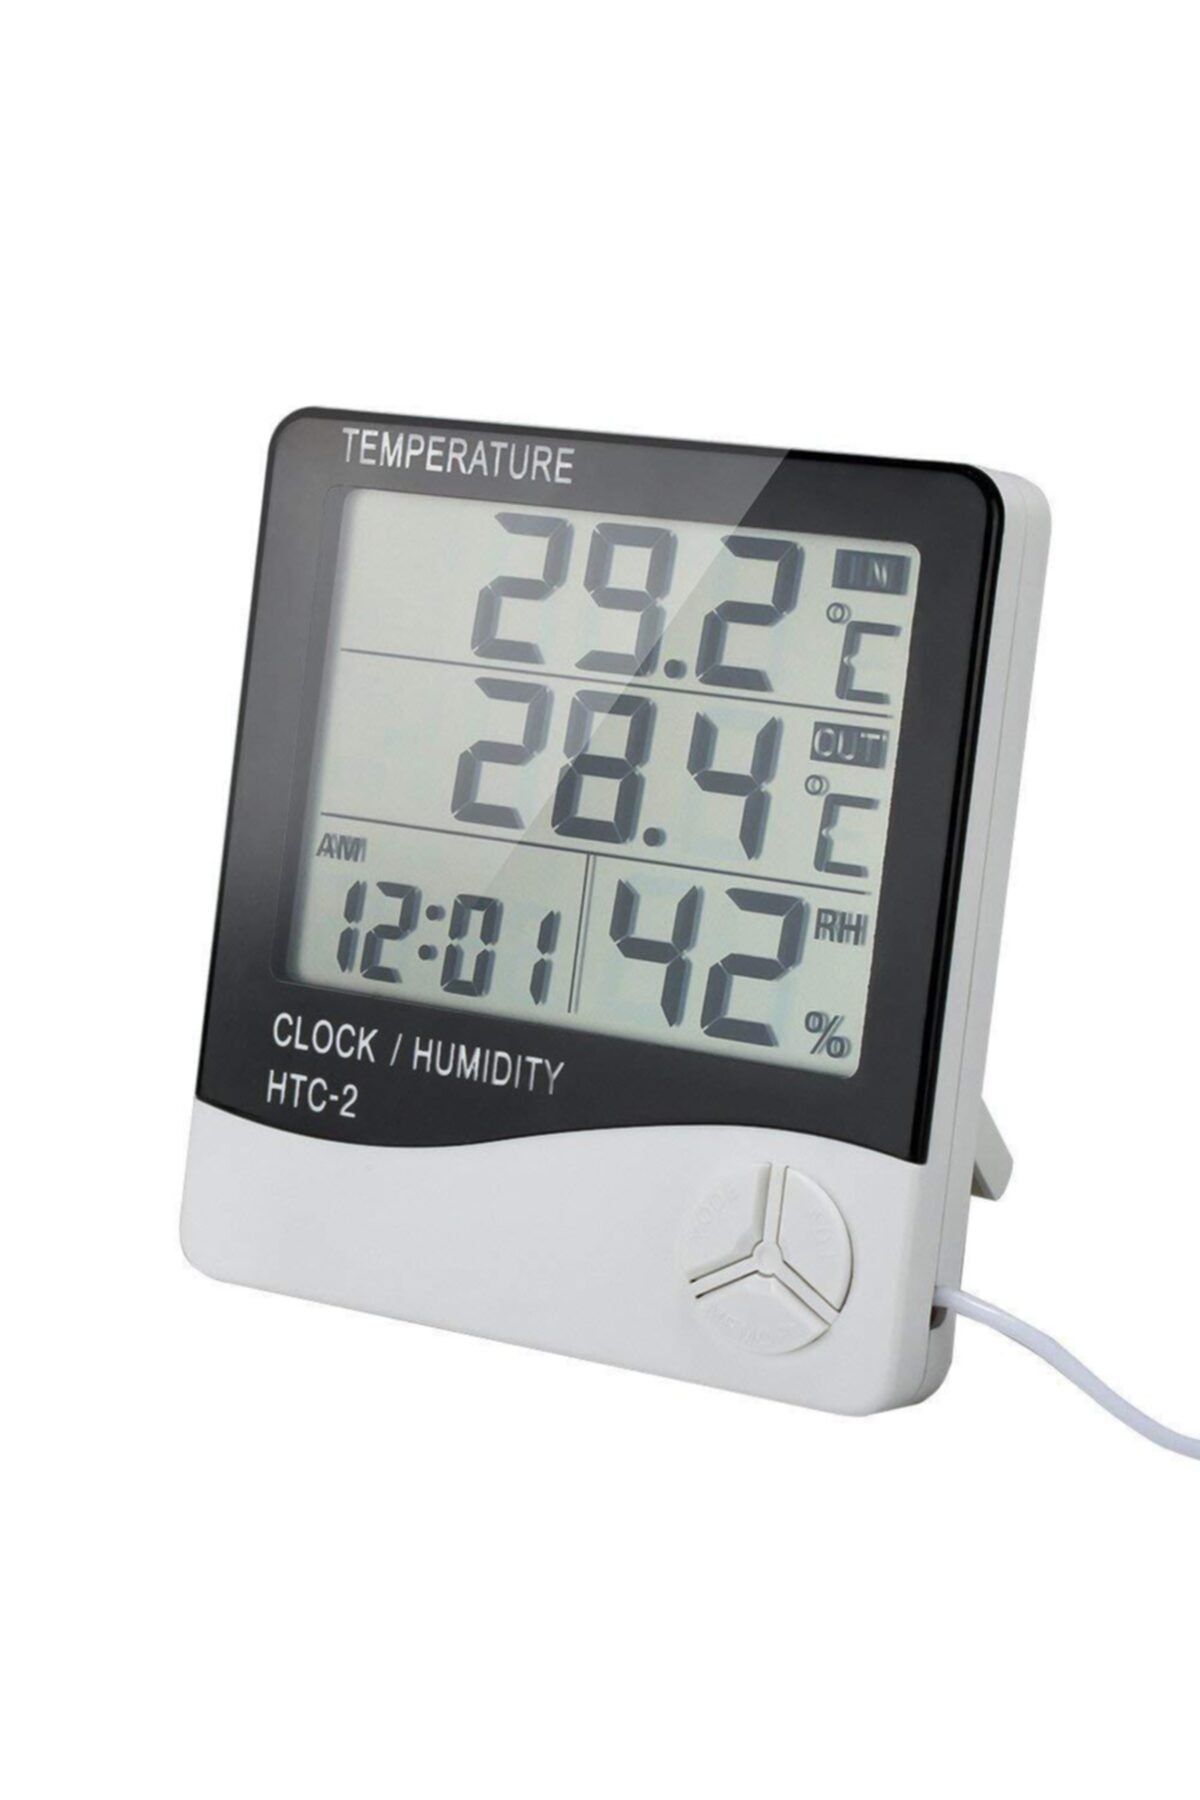 TEMPERATURE
29.2 IN °C
28.4 OUT °C
AM
12:01 42 RH %
CLOCK / HUMIDITY
HTC-2